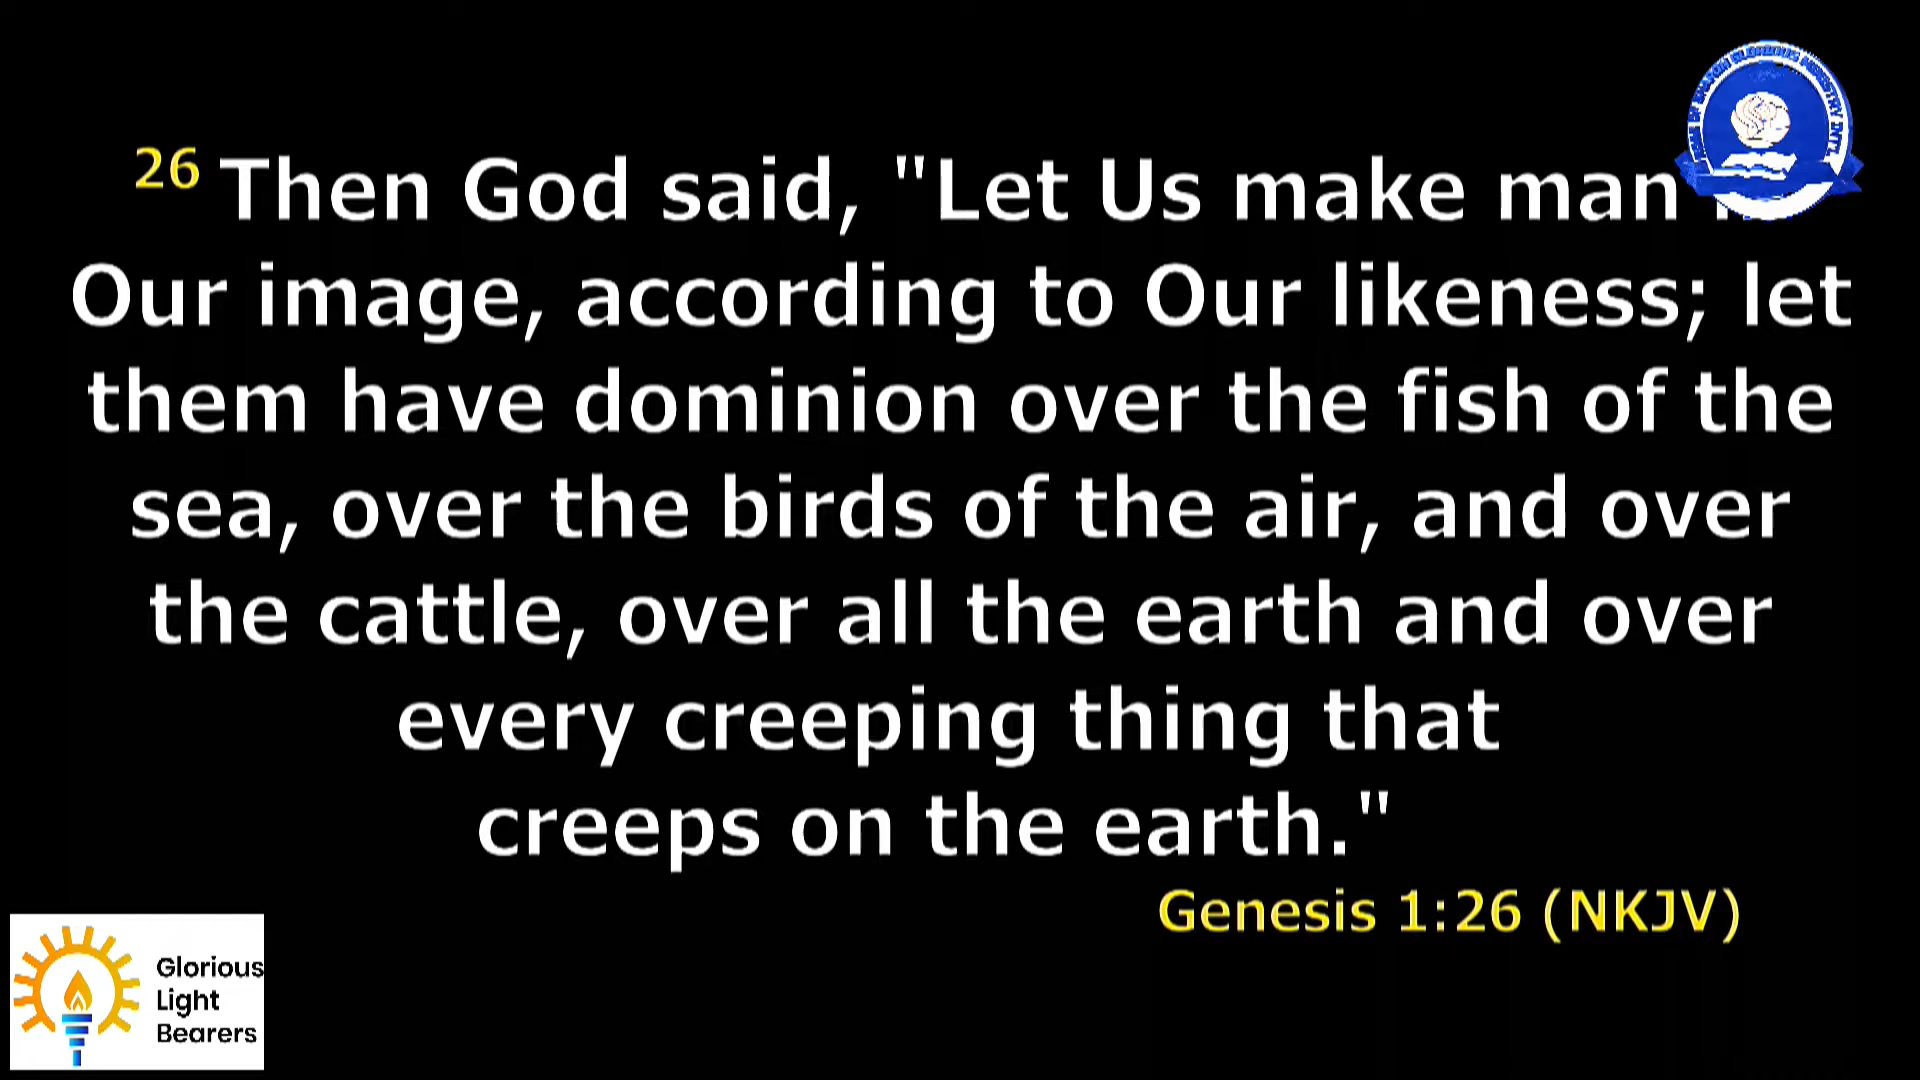 26 Then God said, "Let Us make man
Our image, according to Our likeness; let
them have dominion over the fish of the
sea, over the birds of the air, and over
the cattle, over all the earth and over
every creeping thing that
creeps on the earth."
Genesis 1:26 (NKJV)
Glorious
Light
Bearers